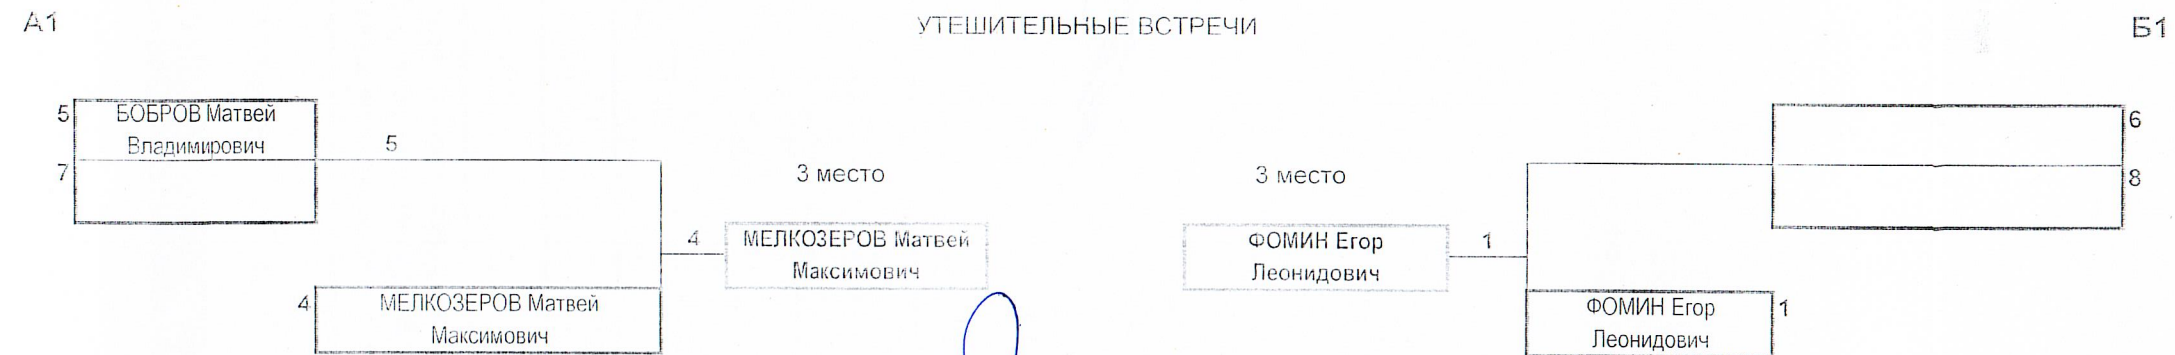 А1
УТЕШИТЕЛЬНЫЕ ВСТРЕЧИ
Б1
5
БОБРОВ Матвей
Владимирович
7
5
3 место
4
МЕЛКОЗЕРОВ Матвей
Максимович
4
МЕЛКОЗЕРОВ Матвей
Максимович
3 место
ФОМИН Егор
Леонидович
1
6
8
ФОМИН Егор
Леонидович
1